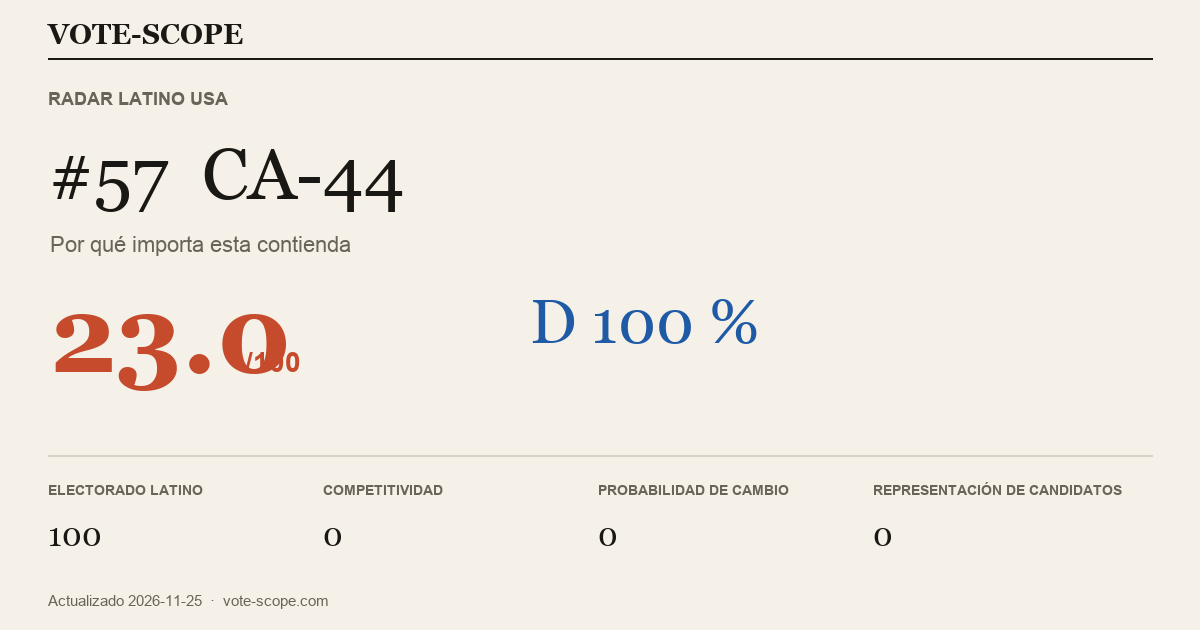 VOTE-SCOPE
RADAR LATINO USA
#57 CA-44
Por qué importa esta contienda
23.0/100
D 100 %
ELECTORADO LATINO COMPETITIVIDAD PROBABILIDAD DE CAMBIO REPRESENTACIÓN DE CANDIDATOS
100 0 0 0
Actualizado 2026-11-25 · vote-scope.com